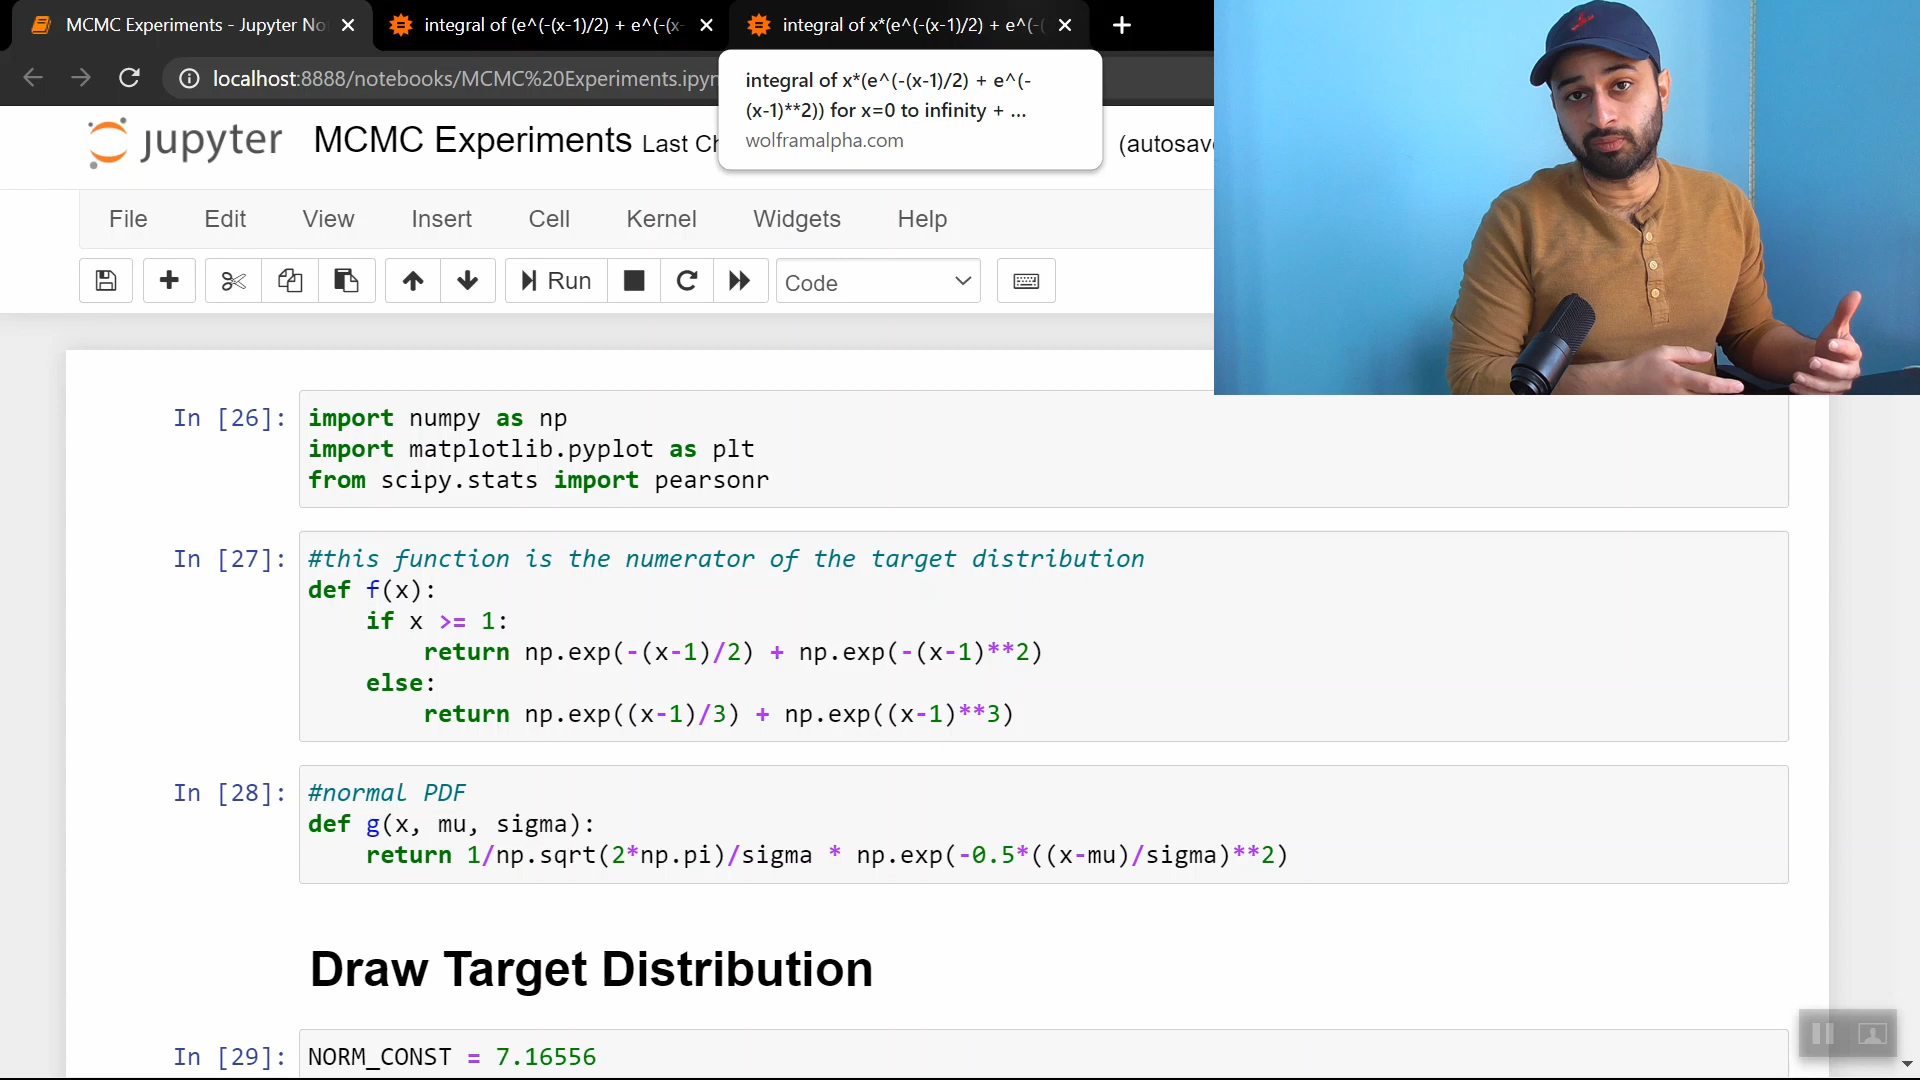 MCMC Experiments - Jupyter No
integral of (e^(-(x-1)/2) + e^(-(x-
integral of x*(e^(-(x-1)/2) + e^(-(
localhost:8888/notebooks/MCMC%20Experiments.ipyn
integral of x*(e^(-(x-1)/2) + e^(-
(x-1)**2)) for x=0 to infinity + ...
wolframalpha.com
jupyter MCMC Experiments Last Ch (autosave
File Edit View Insert Cell Kernel Widgets Help
Run Code
In [26]: import numpy as np
import matplotlib.pyplot as plt
from scipy.stats import pearsonr
In [27]: #this function is the numerator of the target distribution
def f(x):
if x >= 1:
return np.exp(-(x-1)/2) + np.exp(-(x-1)**2)
else:
return np.exp((x-1)/3) + np.exp((x-1)**3)
In [28]: #normal PDF
def g(x, mu, sigma):
return 1/np.sqrt(2*np.pi)/sigma * np.exp(-0.5*((x-mu)/sigma)**2)
Draw Target Distribution
In [29]: NORM_CONST = 7.16556